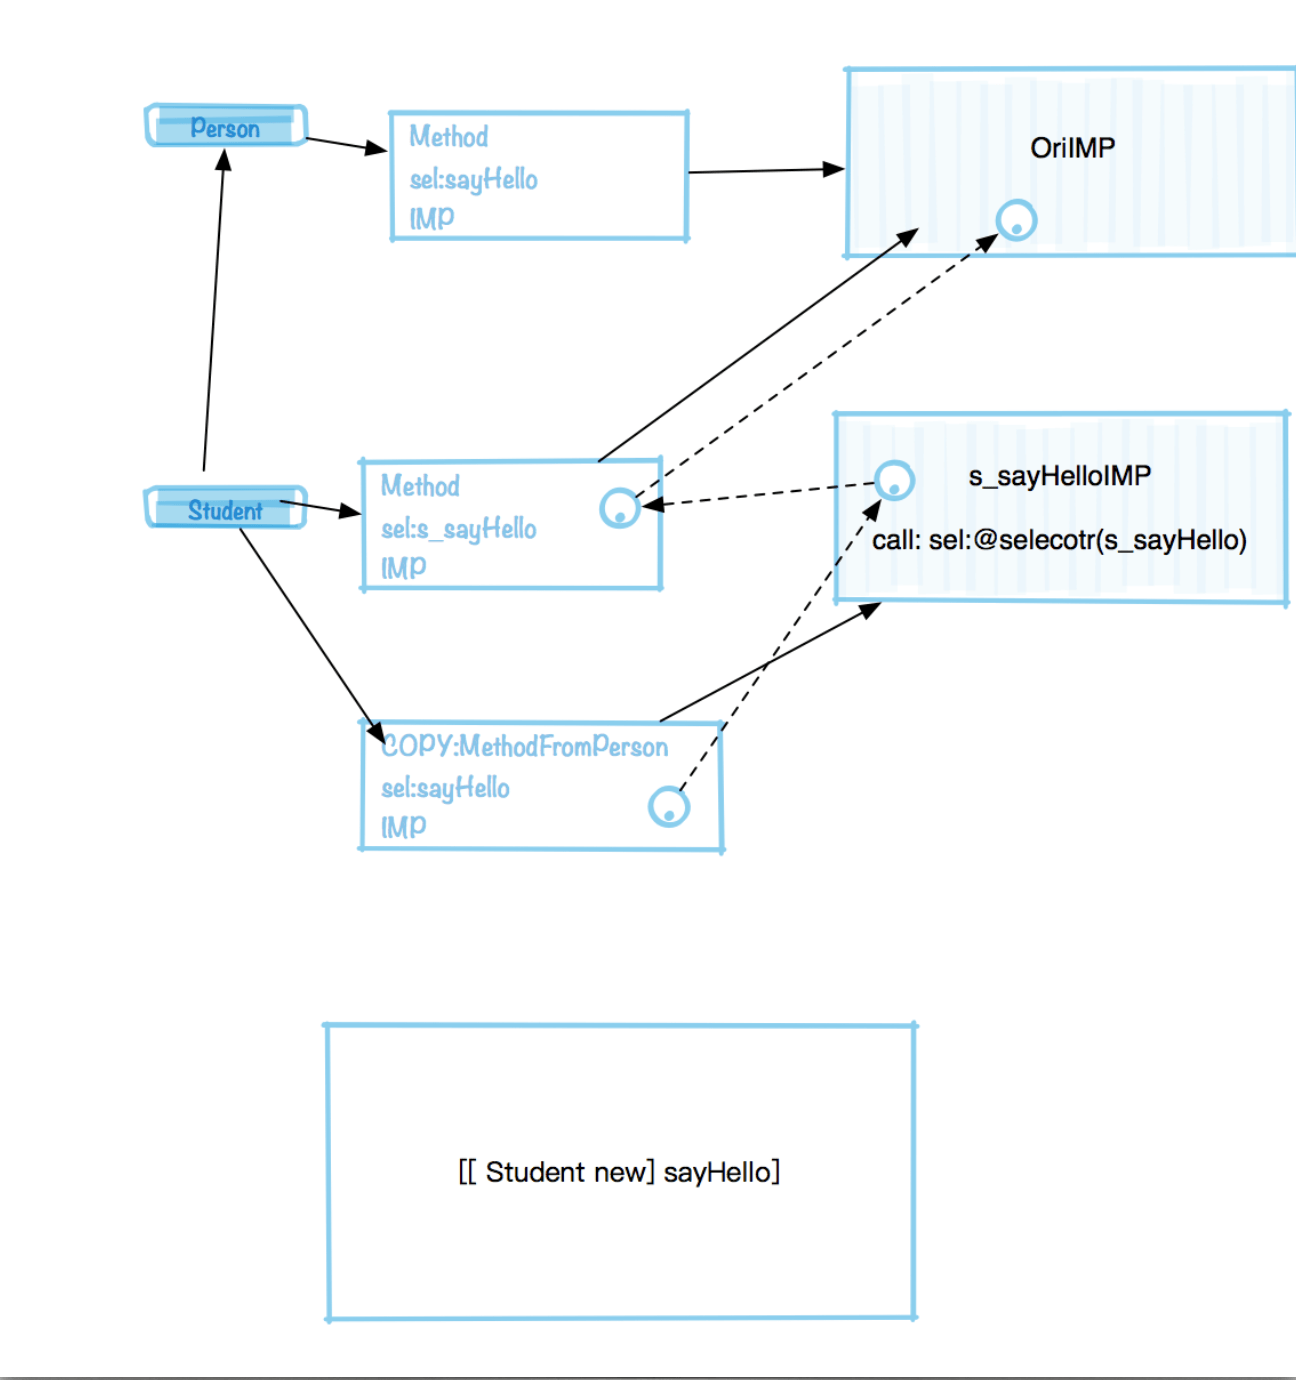 Person
Method
sel:sayHello
IMP
OriIMP
Student
Method
sel:s_sayHello
IMP
s_sayHelloIMP
call: sel:@selecotr(s_sayHello)
COPY:MethodFromPerson
sel:sayHello
IMP
[[ Student new] sayHello]